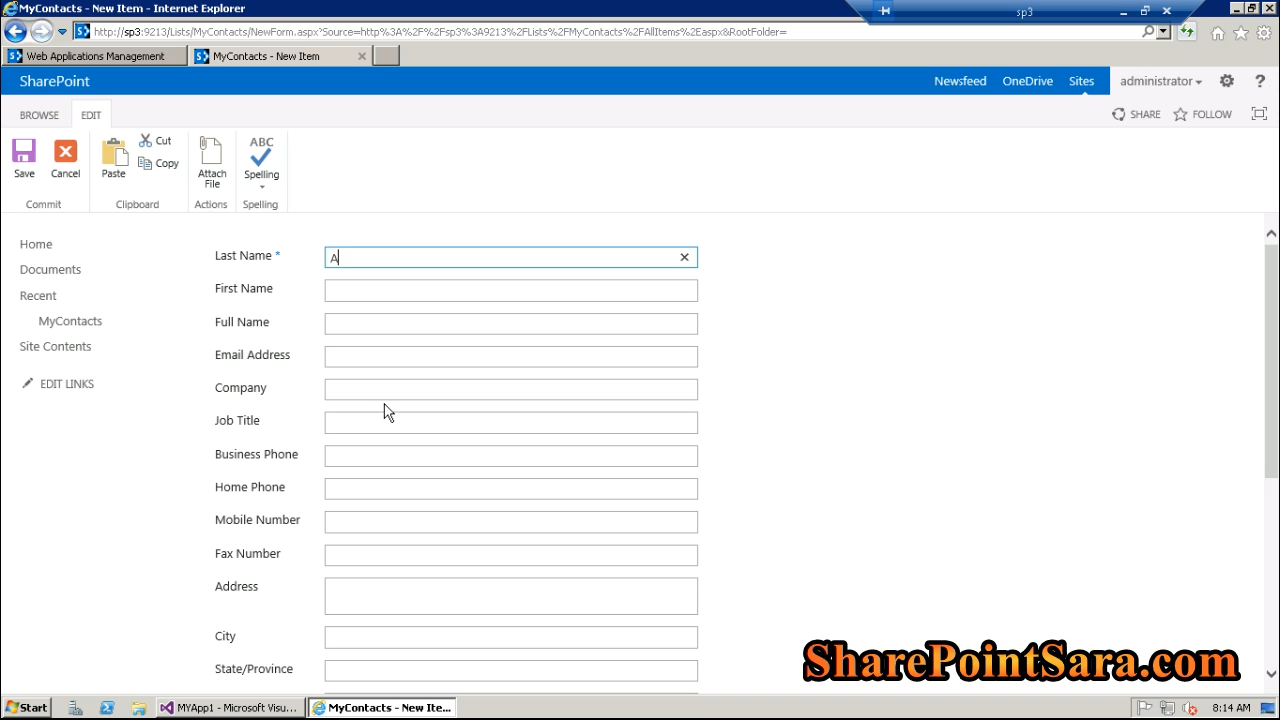 MyContacts - New Item - Internet Explorer
sp3
http://sp3:9213/Lists/MyContacts/NewForm.aspx?Source=http%3A%2F%2Fsp3%3A9213%2FLists%2FMyContacts%2FAllItems%2Easpx&RootFolder=
Web Applications Management
MyContacts - New Item
SharePoint
Newsfeed
OneDrive
Sites
administrator
?
BROWSE
EDIT
SHARE
FOLLOW
Save
Cancel
Paste
Cut
Copy
Attach
File
ABC
Spelling
Commit
Clipboard
Actions
Spelling
Home
Documents
Recent
MyContacts
Site Contents
EDIT LINKS
Last Name *
A
First Name
Full Name
Email Address
Company
Job Title
Business Phone
Home Phone
Mobile Number
Fax Number
Address
City
State/Province
SharePointSara.com
Start
MYApp1 - Microsoft Visu...
MyContacts - New Ite...
8:14 AM